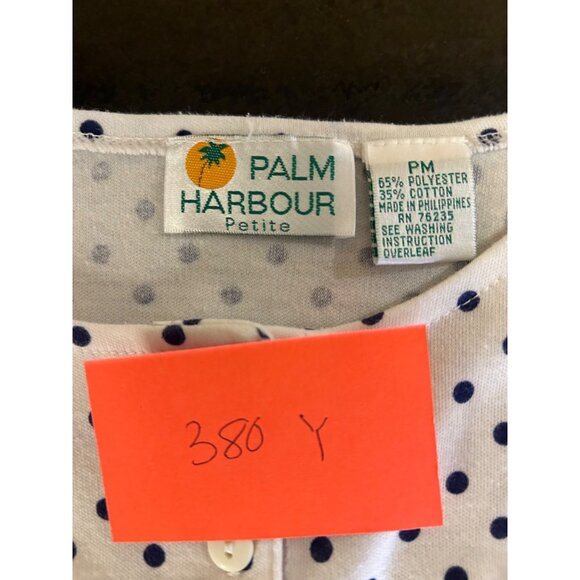 PALM
HARBOUR
Petite
PM
65% POLYESTER
35% COTTON
MADE IN PHILIPPINES
RN 76235
SEE WASHING
INSTRUCTION
OVERLEAF
380 Y